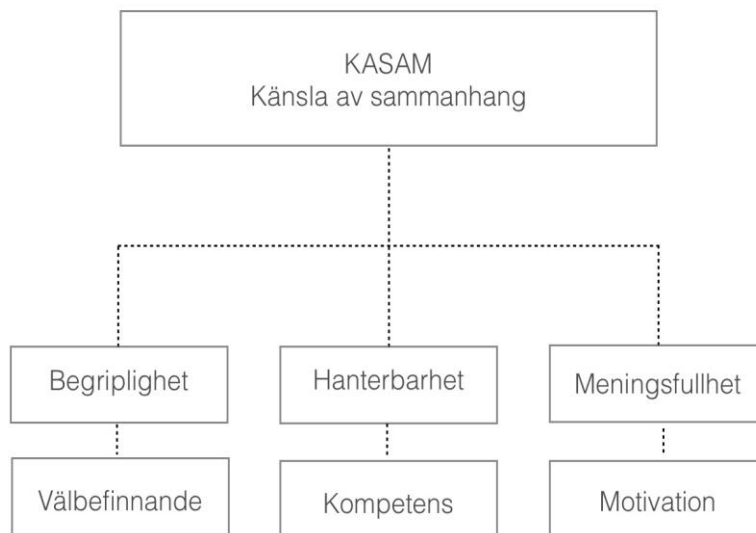 KASAM
Känsla av sammanhang
Begriplighet
Hanterbarhet
Meningsfullhet
Välbefinnande
Kompetens
Motivation